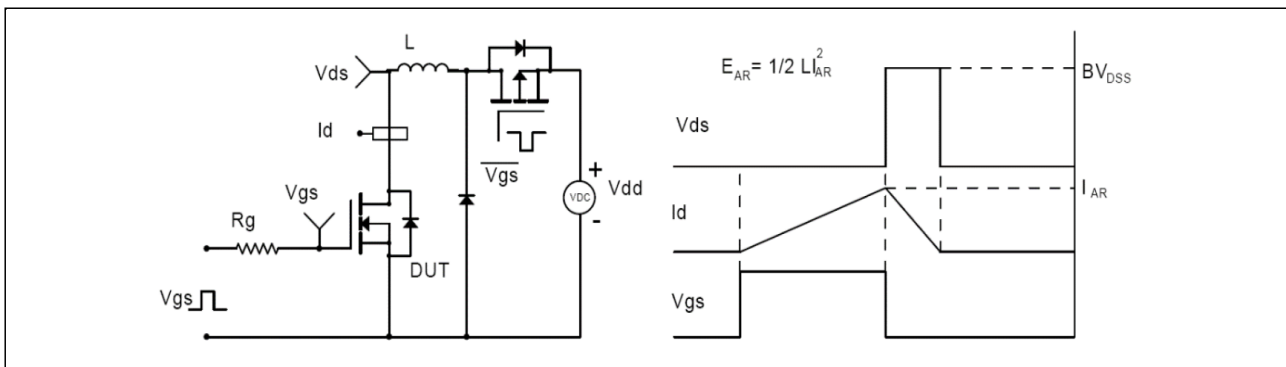 L
Vds
Id
Vgs
Vgs
Rg
DUT
Vgs
+
VDC
Vdd
-
E_AR = 1/2 LI_AR^2
BV_DSS
Vds
I_AR
Id
Vgs